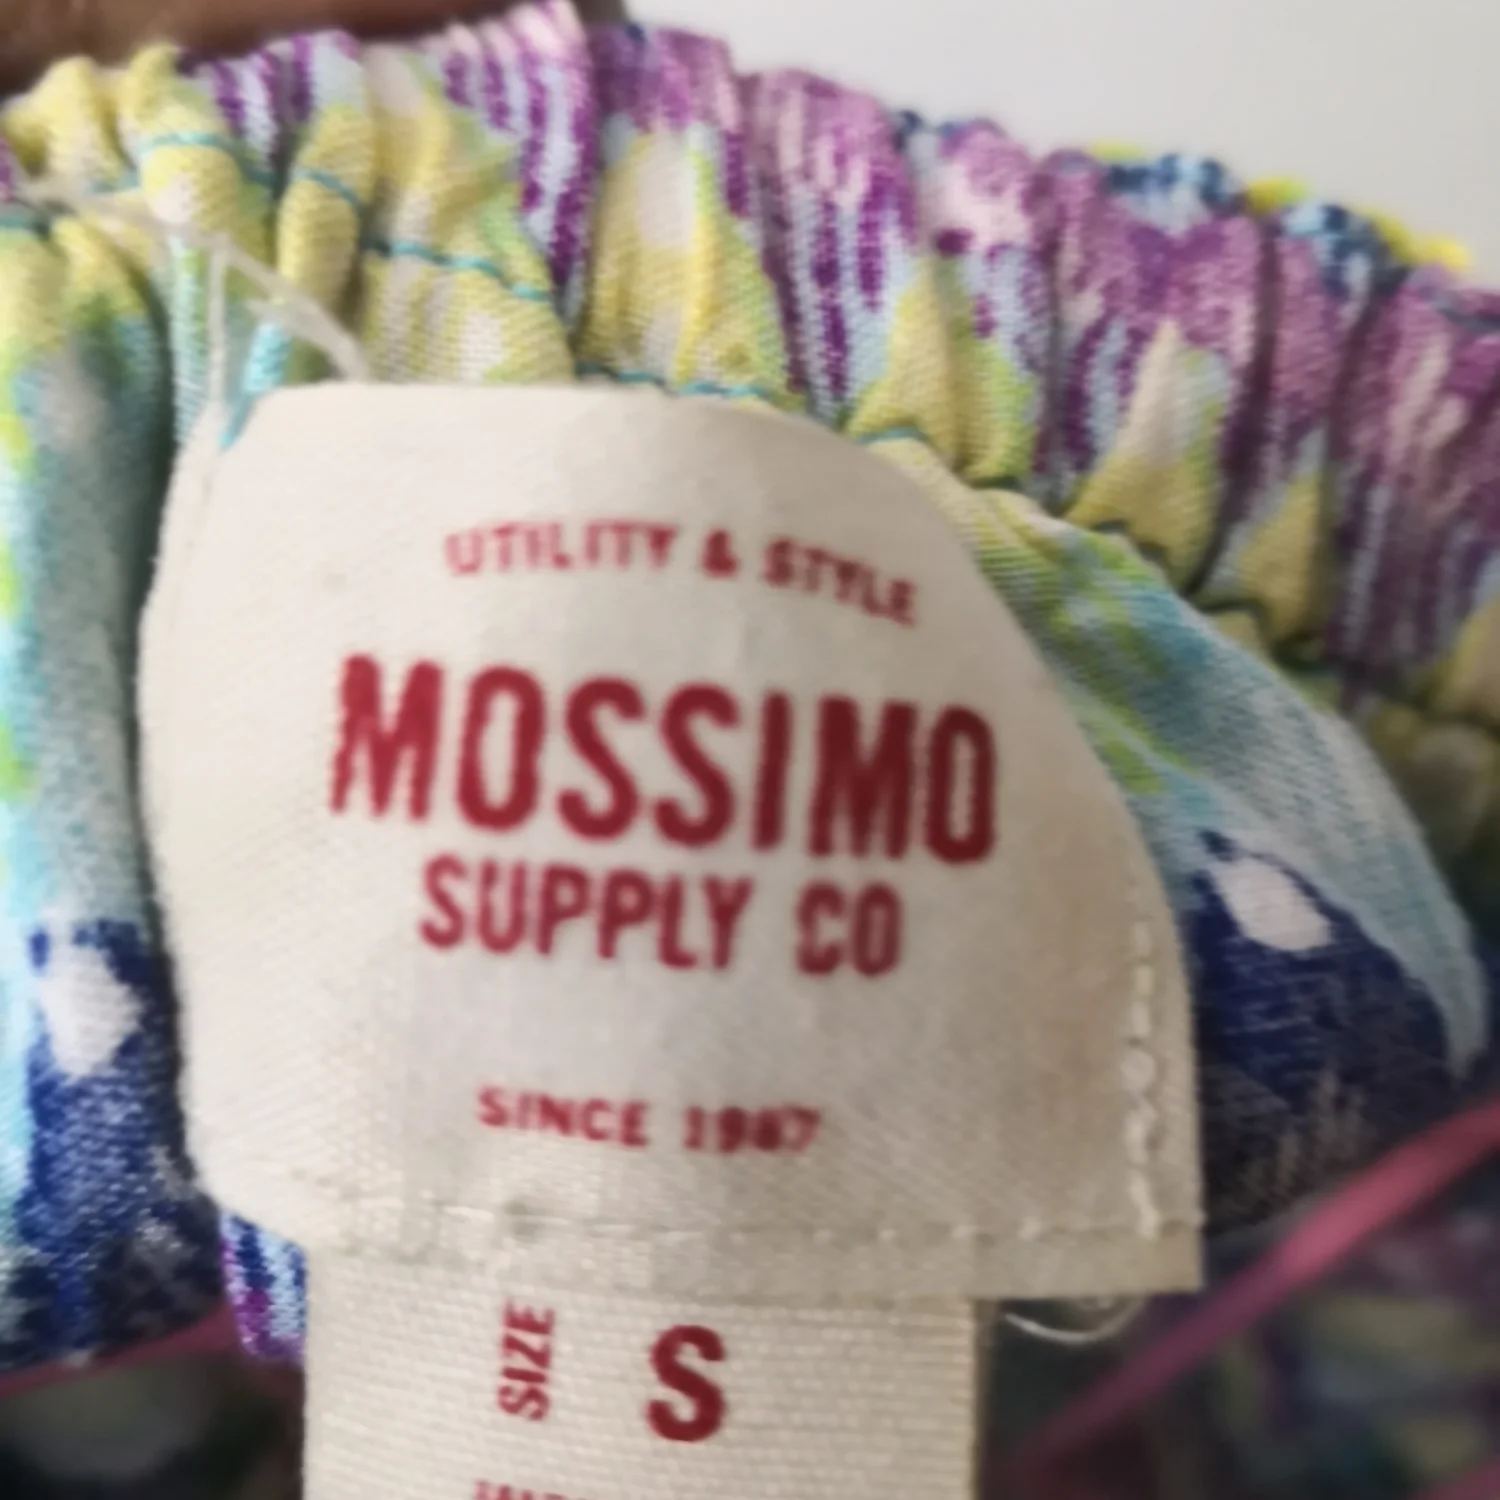 UTILITY & STYLE
MOSSIMO
SUPPLY CO
SINCE 1987
SIZE S